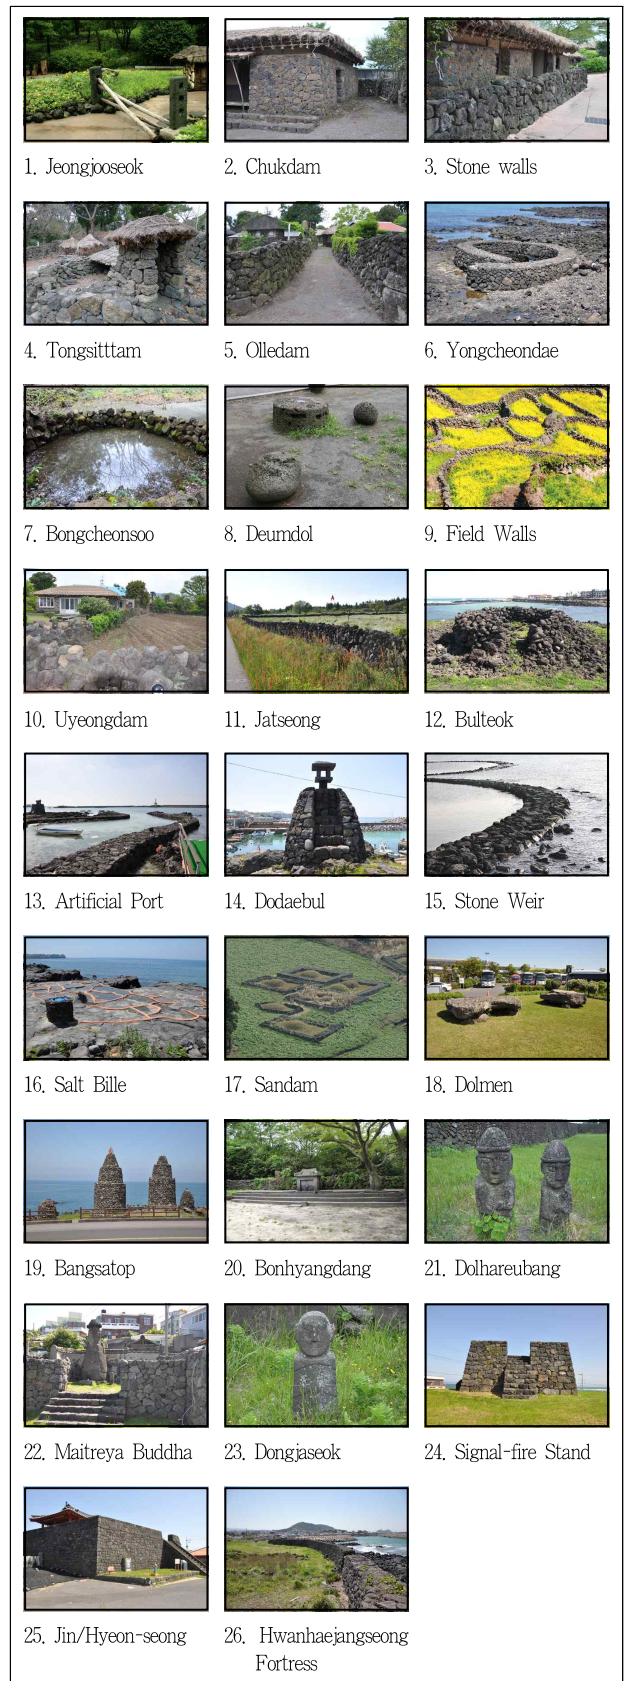 1. Jeongjooseok
2. Chukdam
3. Stone walls
4. Tongsitttam
5. Olledam
6. Yongcheondae
7. Bongcheonsoo
8. Deumdol
9. Field Walls
10. Uyeongdam
11. Jatseong
12. Bulteok
13. Artificial Port
14. Dodaebul
15. Stone Weir
16. Salt Bille
17. Sandam
18. Dolmen
19. Bangsatop
20. Bonhyangdang
21. Dolhareubang
22. Maitreya Buddha
23. Dongjaseok
24. Signal-fire Stand
25. Jin/Hyeon-seong
26. Hwanhaejangseong
Fortress